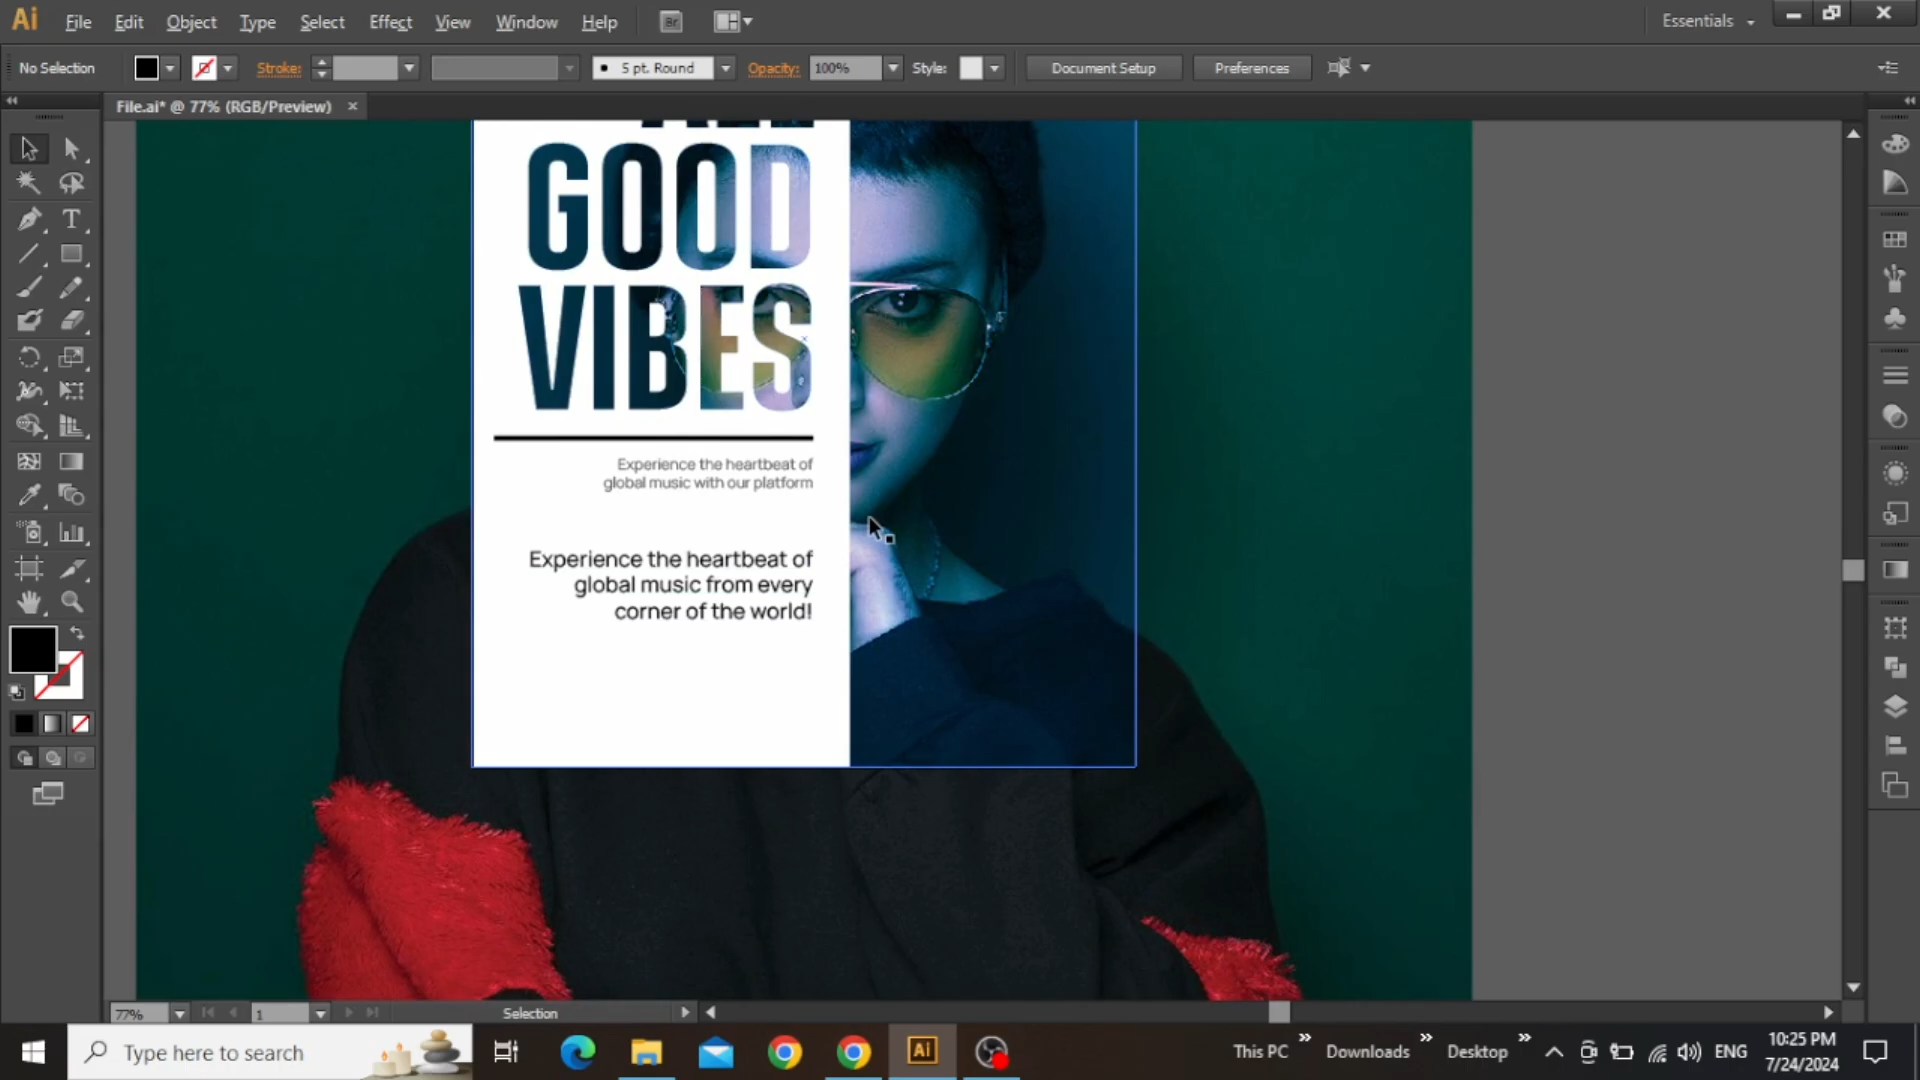 Ai File Edit Object Type Select Effect View Window Help Br Essentials
No Selection Stroke: 5 pt. Round Opacity: 100% Style: Document Setup Preferences
File.ai* @ 77% (RGB/Preview)
GOOD
VIBES
Experience the heartbeat of
global music with our platform
Experience the heartbeat of
global music from every
corner of the world!
77% 1 Selection
Type here to search Ai This PC Downloads Desktop ENG 10:25 PM
7/24/2024